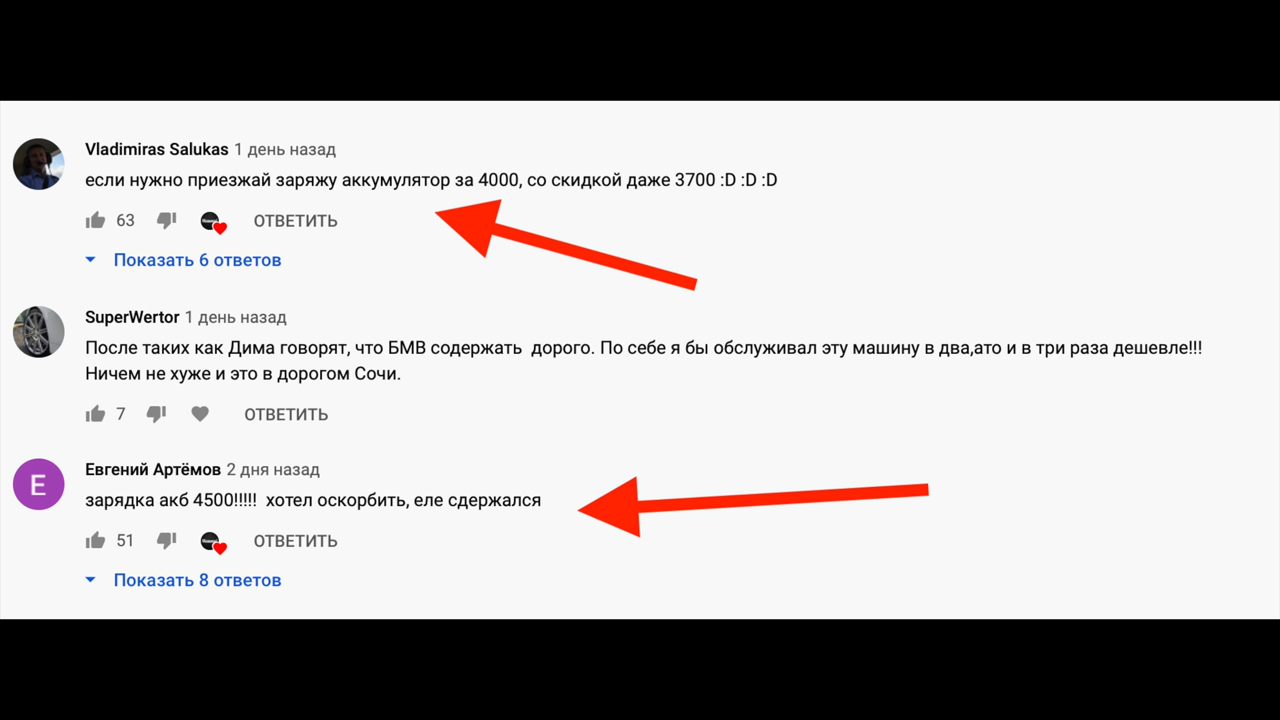 Vladimiras Salukas 1 день назад
если нужно приезжай заряжу аккумулятор за 4000, со скидкой даже 3700 :D :D :D
63 ОТВЕТИТЬ
Показать 6 ответов
SuperWertor 1 день назад
После таких как Дима говорят, что БМВ содержать  дорого. По себе я бы обслуживал эту машину в два,ато и в три раза дешевле!!!
Ничем не хуже и это в дорогом Сочи.
7 ОТВЕТИТЬ
Е
Евгений Артёмов 2 дня назад
зарядка акб 4500!!!!!  хотел оскорбить, еле сдержался
51 ОТВЕТИТЬ
Показать 8 ответов